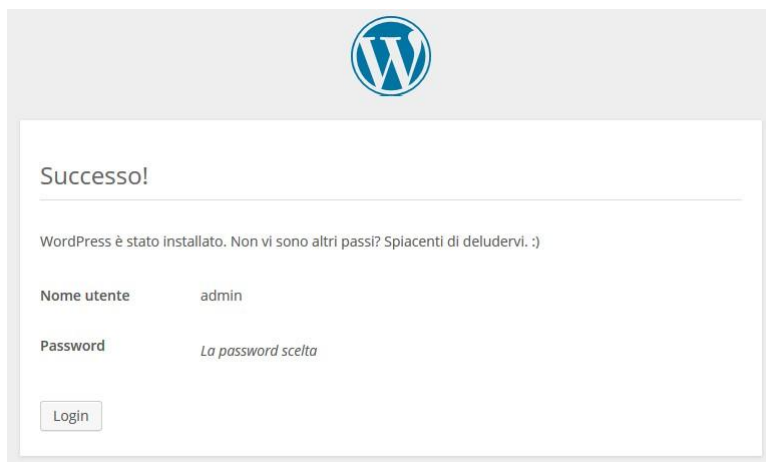 Successo!
WordPress è stato installato. Non vi sono altri passi? Spiacenti di deludervi. :)
Nome utente admin
Password La password scelta
Login